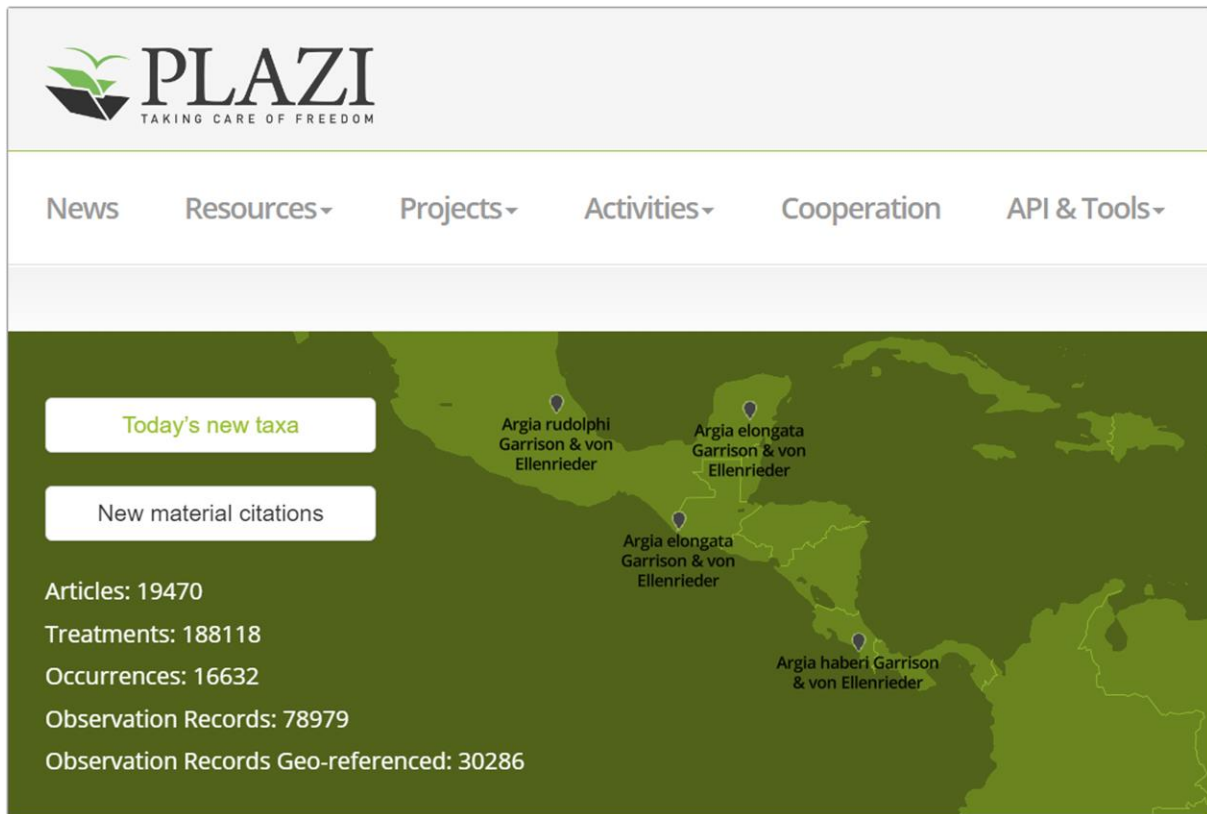 PLAZI
TAKING CARE OF FREEDOM
News
Resources
Projects
Activities
Cooperation
API & Tools
Today's new taxa
New material citations
Articles: 19470
Treatments: 188118
Occurrences: 16632
Observation Records: 78979
Observation Records Geo-referenced: 30286
Argia rudolphi
Garrison & von
Ellenrieder
Argia elongata
Garrison & von
Ellenrieder
Argia elongata
Garrison & von
Ellenrieder
Argia haberi Garrison
& von Ellenrieder